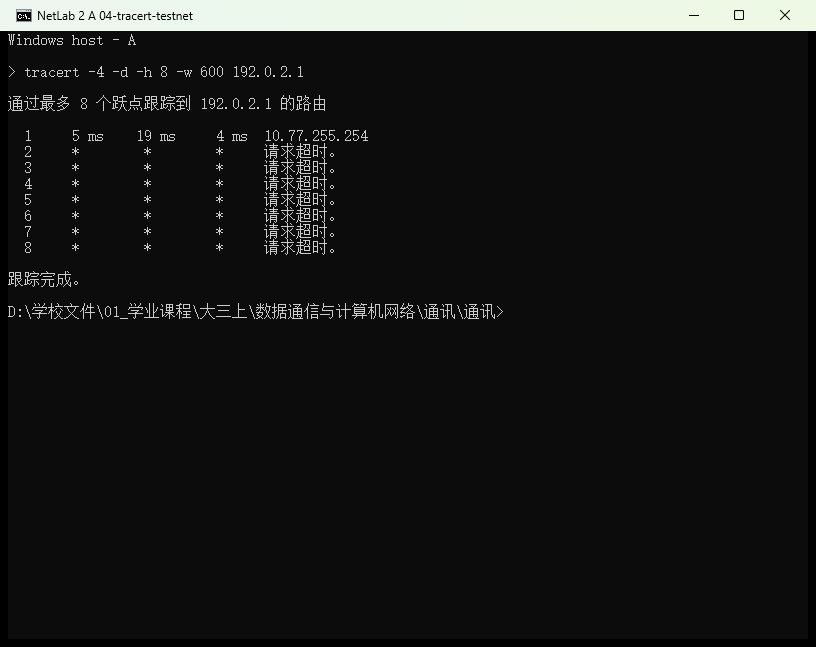 NetLab 2 A 04-tracert-testnet
Windows host - A
> tracert -4 -d -h 8 -w 600 192.0.2.1
通过最多 8 个跃点跟踪到 192.0.2.1 的路由
1 5 ms 19 ms 4 ms 10.77.255.254
2 * * * 请求超时。
3 * * * 请求超时。
4 * * * 请求超时。
5 * * * 请求超时。
6 * * * 请求超时。
7 * * * 请求超时。
8 * * * 请求超时。
跟踪完成。
D:\学校文件\01_学业课程\大三上\数据通信与计算机网络\通讯\通讯>